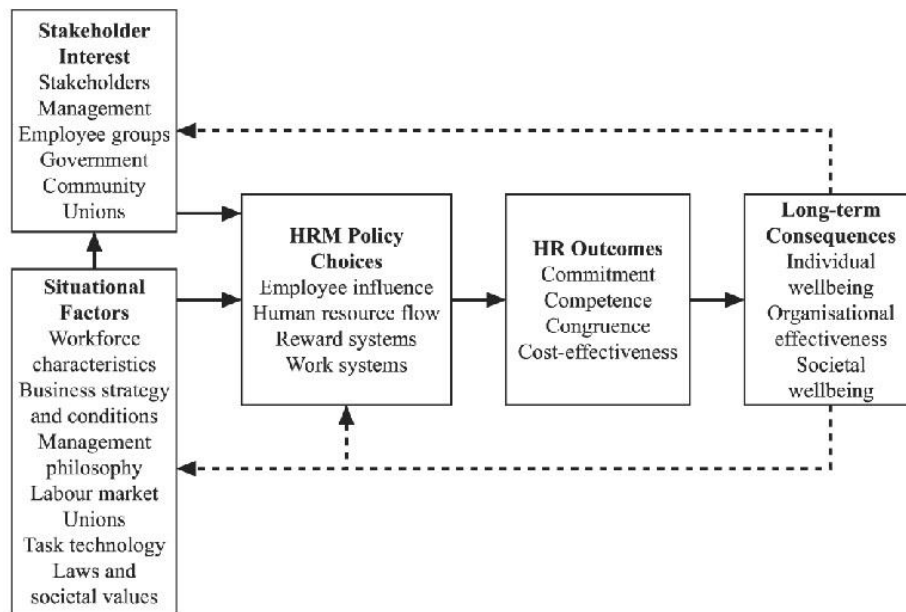 Stakeholder
Interest
Stakeholders
Management
Employee groups
Government
Community
Unions
Situational
Factors
Workforce
characteristics
Business strategy
and conditions
Management
philosophy
Labour market
Unions
Task technology
Laws and
societal values
HRM Policy
Choices
Employee influence
Human resource flow
Reward systems
Work systems
HR Outcomes
Commitment
Competence
Congruence
Cost-effectiveness
Long-term
Consequences
Individual
wellbeing
Organisational
effectiveness
Societal
wellbeing